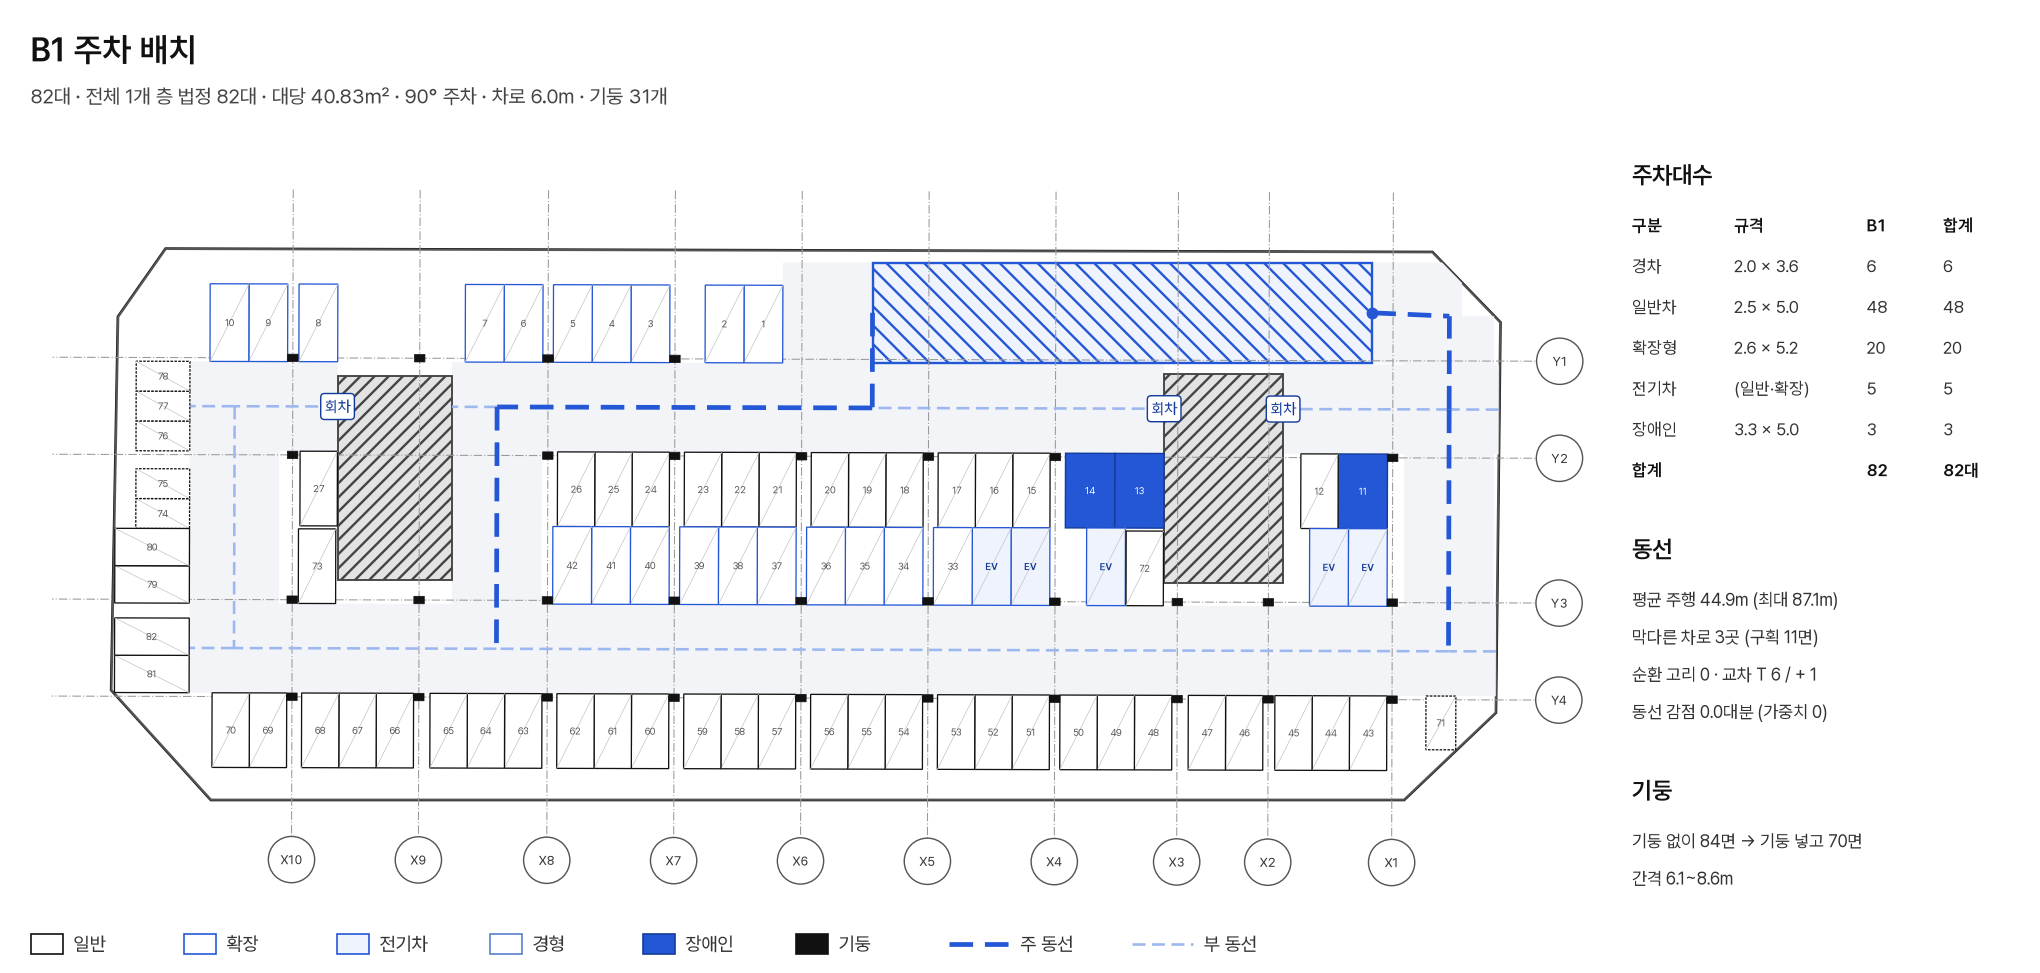 B1 주차 배치
82대 · 전체 1개 층 법정 82대 · 대당 40.83m² · 90° 주차 · 차로 6.0m · 기둥 31개
10 9 8 7 6 5 4 3 2 1
78
77
76
75
74
80
79
82
81
회차 회차 회차
Y1
Y2
Y3
Y4
27 26 25 24 23 22 21 20 19 18 17 16 15 14 13 12 11
73 42 41 40 39 38 37 36 35 34 33 EV EV EV 72 EV EV
70 69 68 67 66 65 64 63 62 61 60 59 58 57 56 55 54 53 52 51 50 49 48 47 46 45 44 43 71
X10 X9 X8 X7 X6 X5 X4 X3 X2 X1
일반 확장 전기차 경형 장애인 기둥 주 동선 부 동선
주차대수
구분 규격 B1 합계
경차 2.0 × 3.6 6 6
일반차 2.5 × 5.0 48 48
확장형 2.6 × 5.2 20 20
전기차 (일반·확장) 5 5
장애인 3.3 × 5.0 3 3
합계 82 82대
동선
평균 주행 44.9m (최대 87.1m)
막다른 차로 3곳 (구획 11면)
순환 고리 0 · 교차 T 6 / + 1
동선 감점 0.0대분 (가중치 0)
기둥
기둥 없이 84면 → 기둥 넣고 70면
간격 6.1~8.6m